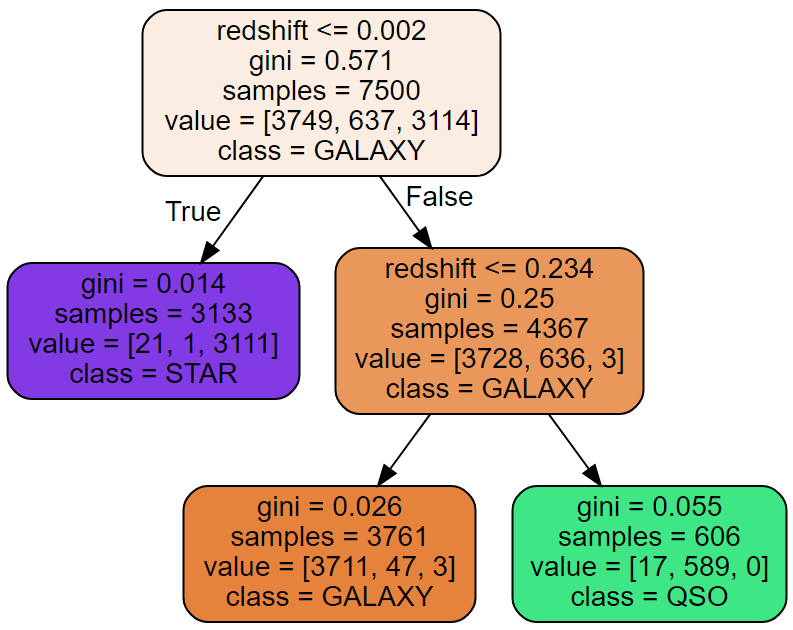 redshift <= 0.002
gini = 0.571
samples = 7500
value = [3749, 637, 3114]
class = GALAXY
True
False
gini = 0.014
samples = 3133
value = [21, 1, 3111]
class = STAR
redshift <= 0.234
gini = 0.25
samples = 4367
value = [3728, 636, 3]
class = GALAXY
gini = 0.026
samples = 3761
value = [3711, 47, 3]
class = GALAXY
gini = 0.055
samples = 606
value = [17, 589, 0]
class = QSO